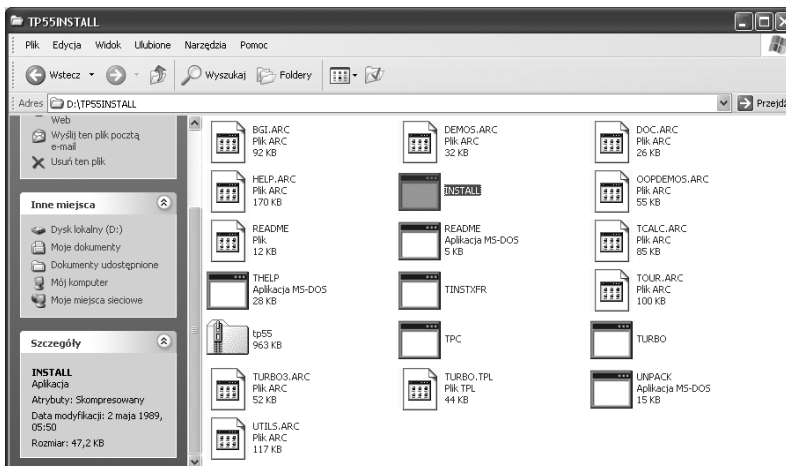 TP55INSTALL
Plik Edycja Widok Ulubione Narzędzia Pomoc
Wstecz Wyszukaj Foldery
Adres D:\TP55INSTALL Przejdź
Web
Wyślij ten plik pocztą
e-mail
Usuń ten plik
Inne miejsca
Dysk lokalny (D:)
Moje dokumenty
Dokumenty udostępnione
Mój komputer
Moje miejsca sieciowe
Szczegóły
INSTALL
Aplikacja
Atrybuty: Skompresowany
Data modyfikacji: 2 maja 1989,
05:50
Rozmiar: 47,2 KB
BGI.ARC
Plik ARC
92 KB
DEMOS.ARC
Plik ARC
32 KB
DOC.ARC
Plik ARC
26 KB
HELP.ARC
Plik ARC
170 KB
INSTALL
OOPDEMOS.ARC
Plik ARC
55 KB
README
Plik
12 KB
README
Aplikacja MS-DOS
5 KB
TCALC.ARC
Plik ARC
85 KB
THELP
Aplikacja MS-DOS
28 KB
TINSTXFR
TOUR.ARC
Plik ARC
100 KB
tp55
963 KB
TPC
TURBO
TURBO3.ARC
Plik ARC
52 KB
TURBO.TPL
Plik TPL
44 KB
UNPACK
Aplikacja MS-DOS
15 KB
UTILS.ARC
Plik ARC
117 KB